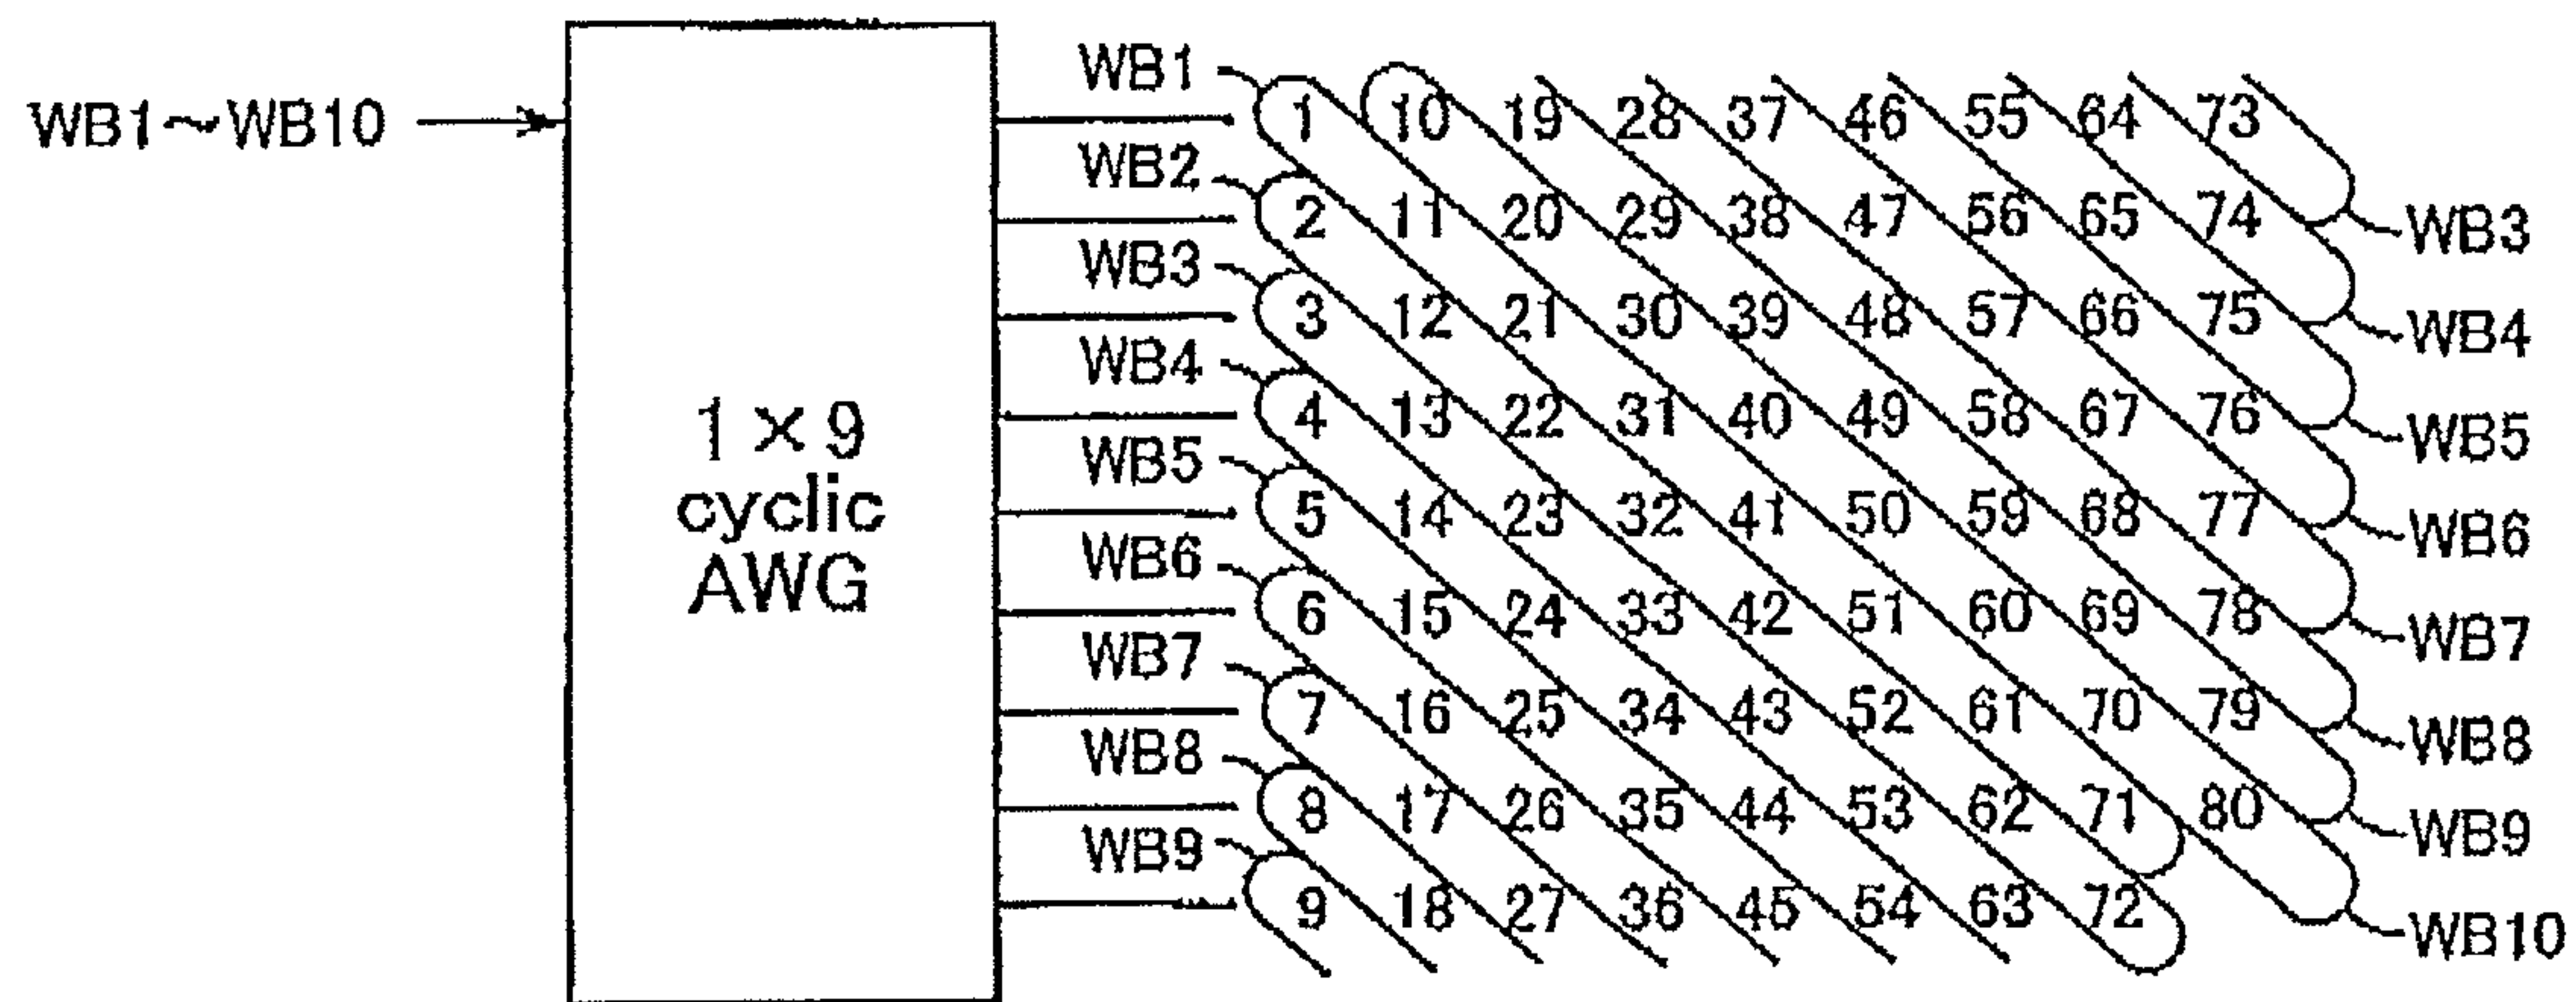 WB1~WB10
1×9
cyclic
AWG
WB1
1 10 19 28 37 46 55 64 73
WB2
2 11 20 29 38 47 56 65 74 WB3
WB3
3 12 21 30 39 48 57 66 75 WB4
WB4
4 13 22 31 40 49 58 67 76 WB5
WB5
5 14 23 32 41 50 59 68 77 WB6
WB6
6 15 24 33 42 51 60 69 78 WB7
WB7
7 16 25 34 43 52 61 70 79 WB8
WB8
8 17 26 35 44 53 62 71 80 WB9
WB9
9 18 27 36 45 54 63 72 WB10